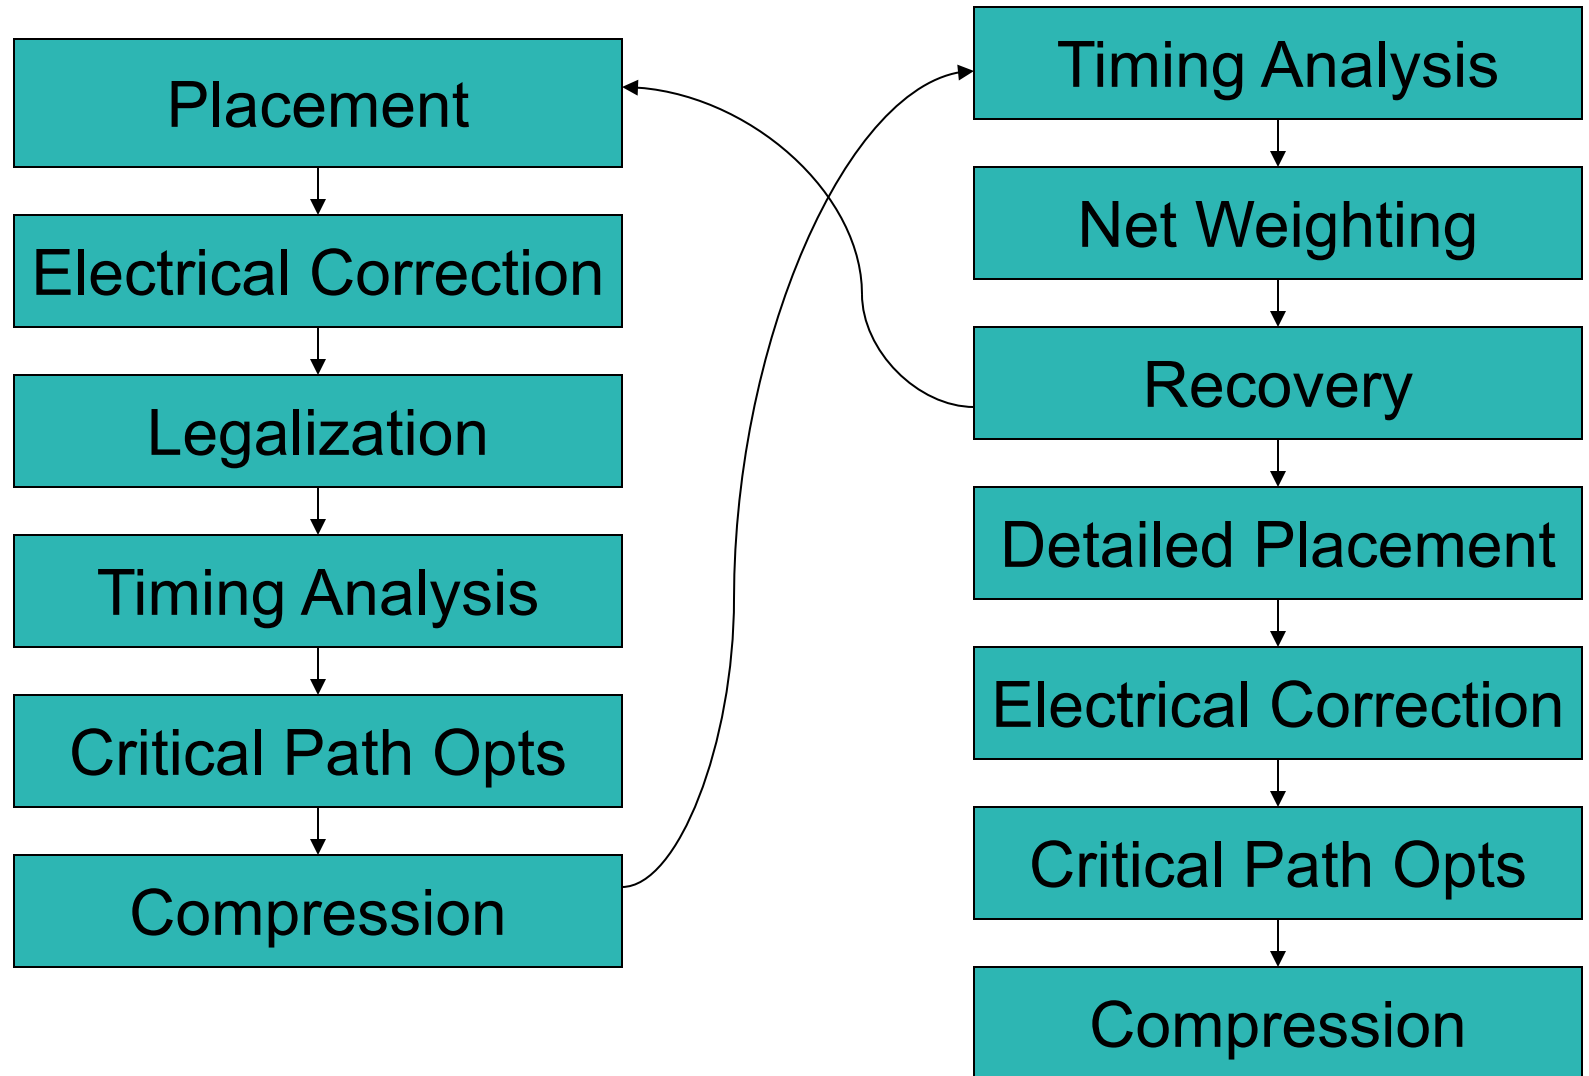 Placement
Electrical Correction
Legalization
Timing Analysis
Critical Path Opts
Compression
Timing Analysis
Net Weighting
Recovery
Detailed Placement
Electrical Correction
Critical Path Opts
Compression